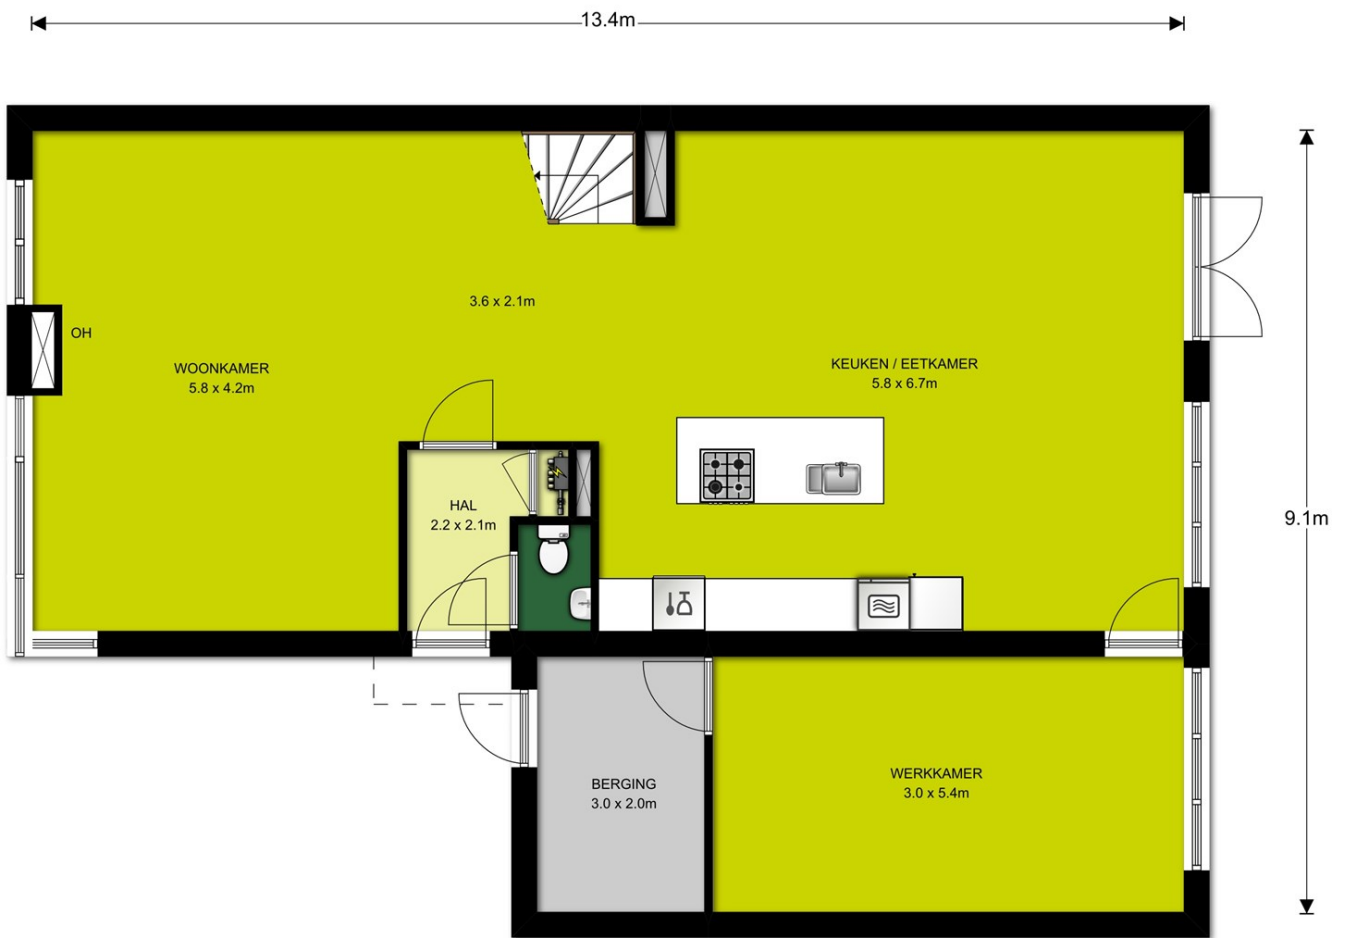 13.4m
3.6 x 2.1m
OH
WOONKAMER
5.8 x 4.2m
KEUKEN / EETKAMER
5.8 x 6.7m
HAL
2.2 x 2.1m
9.1m
BERGING
3.0 x 2.0m
WERKKAMER
3.0 x 5.4m